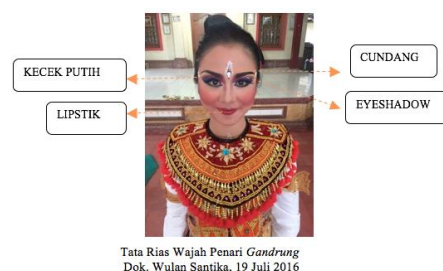 KECEK PUTIH
CUNDANG
LIPSTIK
EYESHADOW
Tata Rias Wajah Penari Gandrung
Dok. Wulan Santika, 19 Juli 2016